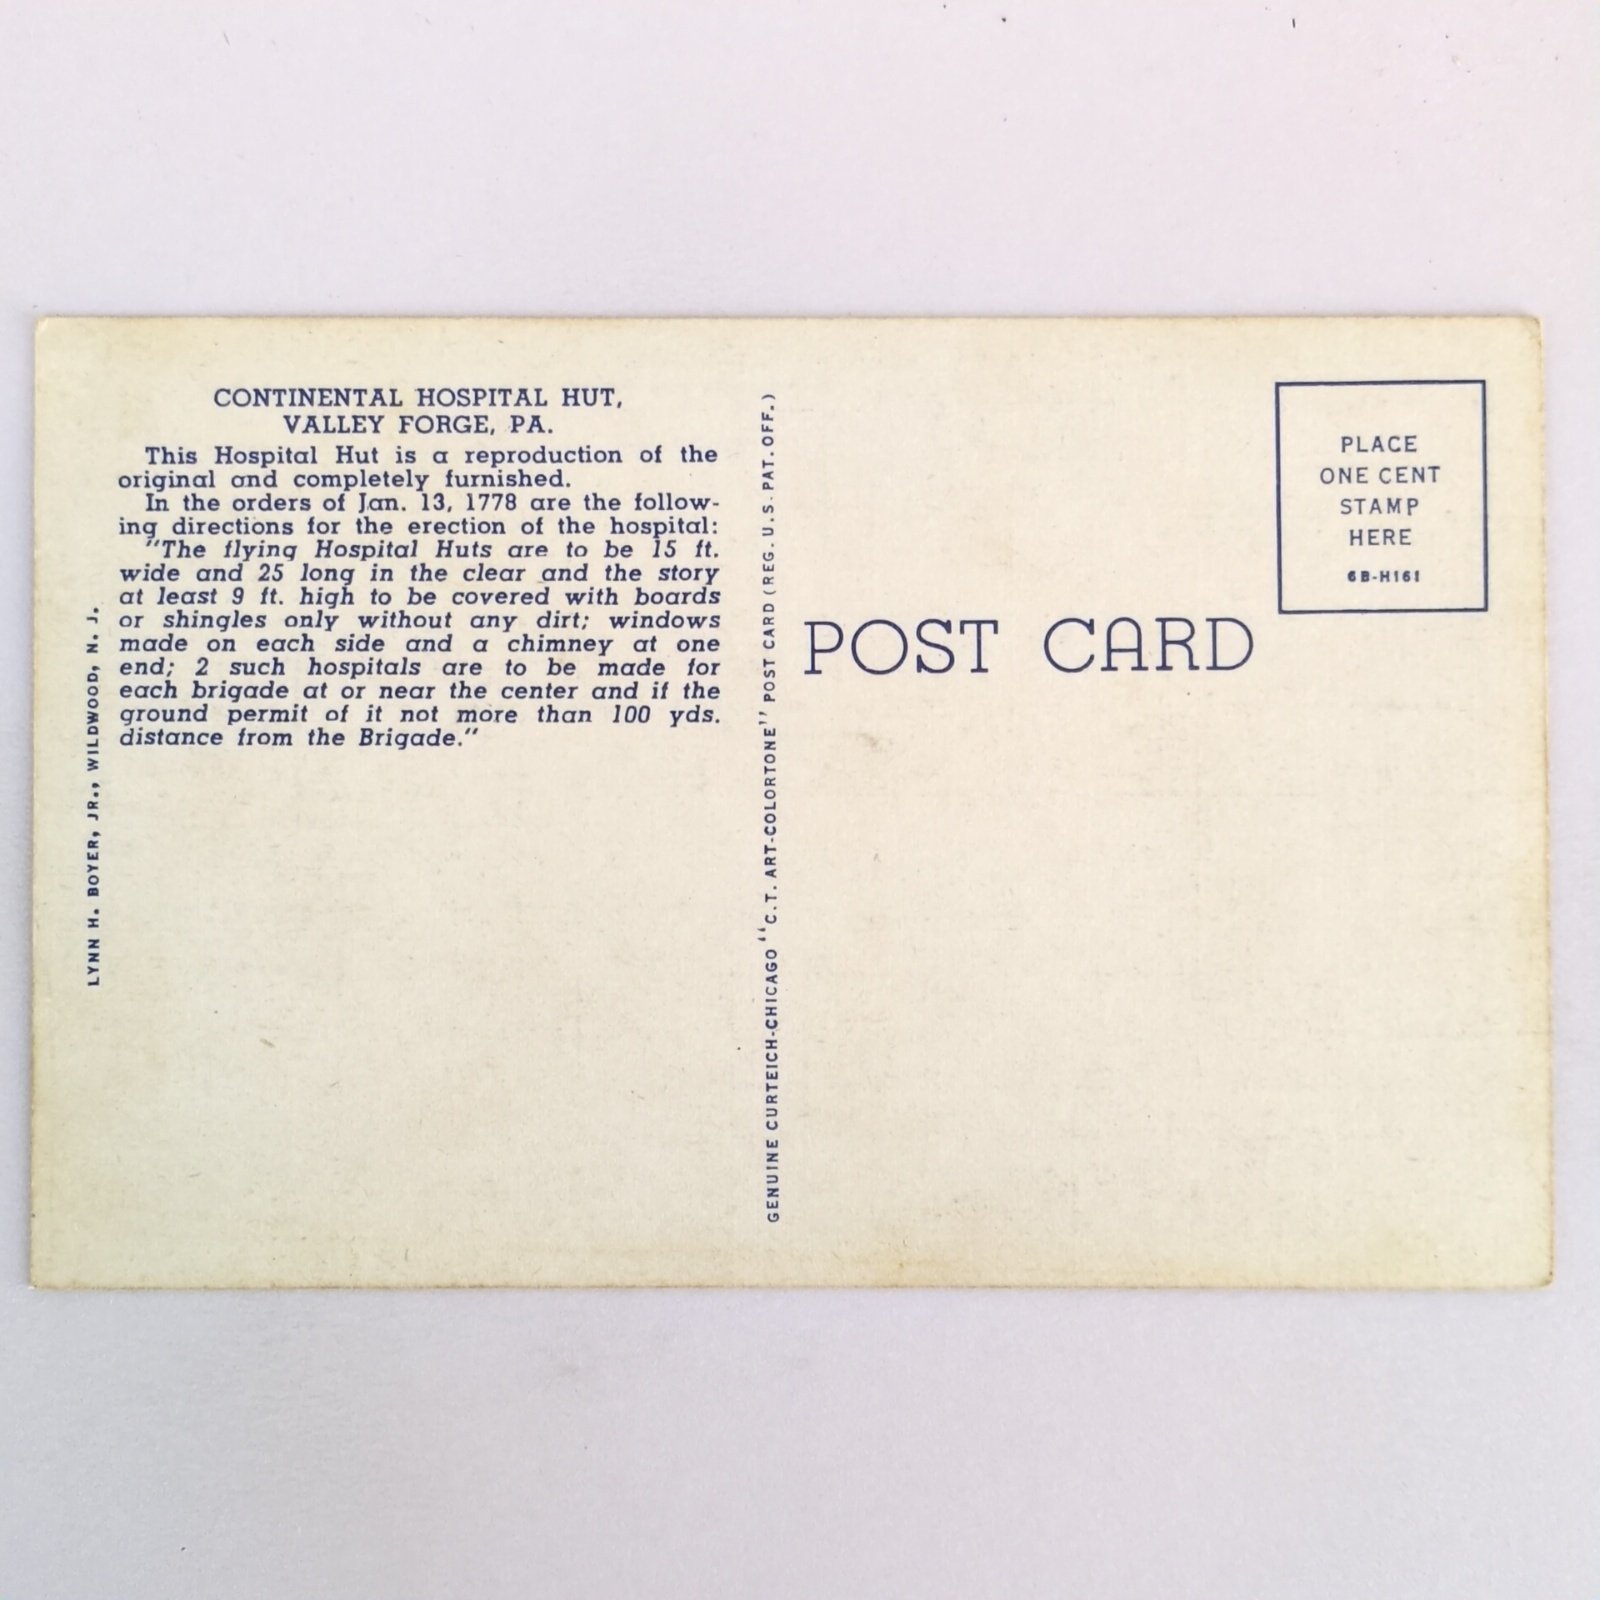 CONTINENTAL HOSPITAL HUT,
VALLEY FORGE, PA.
This Hospital Hut is a reproduction of the
original and completely furnished.
In the orders of Jan. 13, 1778 are the follow-
ing directions for the erection of the hospital:
"The flying Hospital Huts are to be 15 ft.
wide and 25 long in the clear and the story
at least 9 ft. high to be covered with boards
or shingles only without any dirt; windows
made on each side and a chimney at one
end; 2 such hospitals are to be made for
each brigade at or near the center and if the
ground permit of it not more than 100 yds.
distance from the Brigade."
LYNN H. BOYER, JR., WILDWOOD, N. J.
GENUINE CURTEICH-CHICAGO "C.T. ART-COLORTONE" POST CARD (REG. U.S. PAT. OFF.)
POST CARD
PLACE
ONE CENT
STAMP
HERE
6B-H161